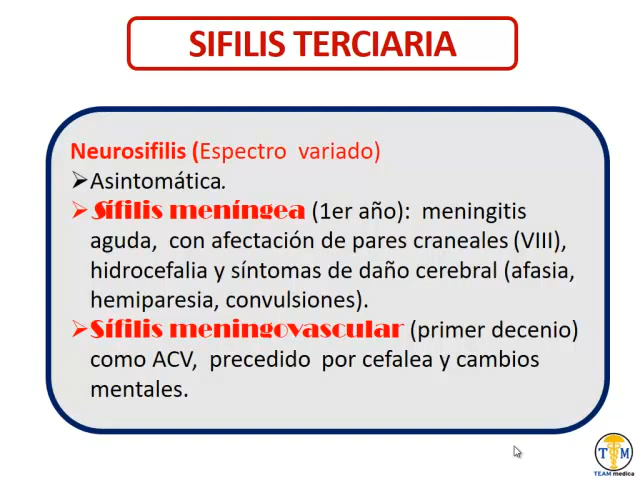 SIFILIS TERCIARIA
Neurosifilis (Espectro variado)
➢Asintomática.
➢Sífilis meníngea (1er año): meningitis
aguda, con afectación de pares craneales (VIII),
hidrocefalia y síntomas de daño cerebral (afasia,
hemiparesia, convulsiones).
➢Sífilis meningovascular (primer decenio)
como ACV, precedido por cefalea y cambios
mentales.
T M
TEAM medica